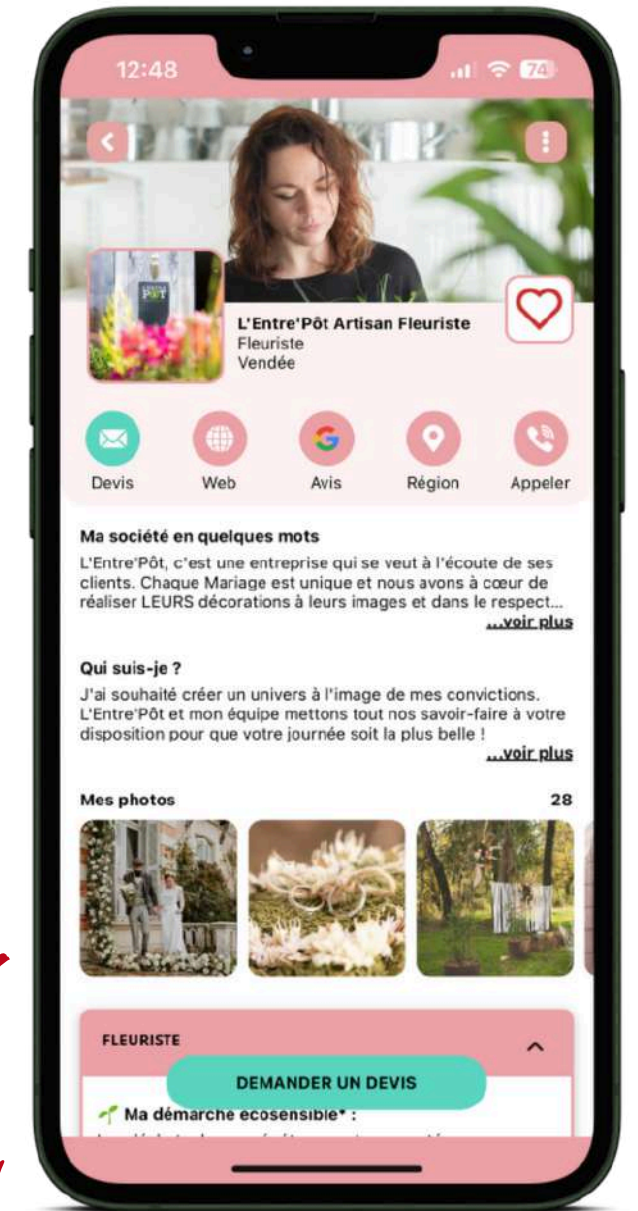 12:48
74
L'ENTRE
PÔT
L'Entre'Pôt Artisan Fleuriste
Fleuriste
Vendée
Devis
Web
Avis
Région
Appeler
Ma société en quelques mots
L'Entre'Pôt, c'est une entreprise qui se veut à l'écoute de ses
clients. Chaque Mariage est unique et nous avons à cœur de
réaliser LEURS décorations à leurs images et dans le respect...
...voir plus
Qui suis-je ?
J'ai souhaité créer un univers à l'image de mes convictions.
L'Entre'Pôt et mon équipe mettons tout nos savoir-faire à votre
disposition pour que votre journée soit la plus belle !
...voir plus
Mes photos 28
FLEURISTE
DEMANDER UN DEVIS
Ma démarche ecosensible* :